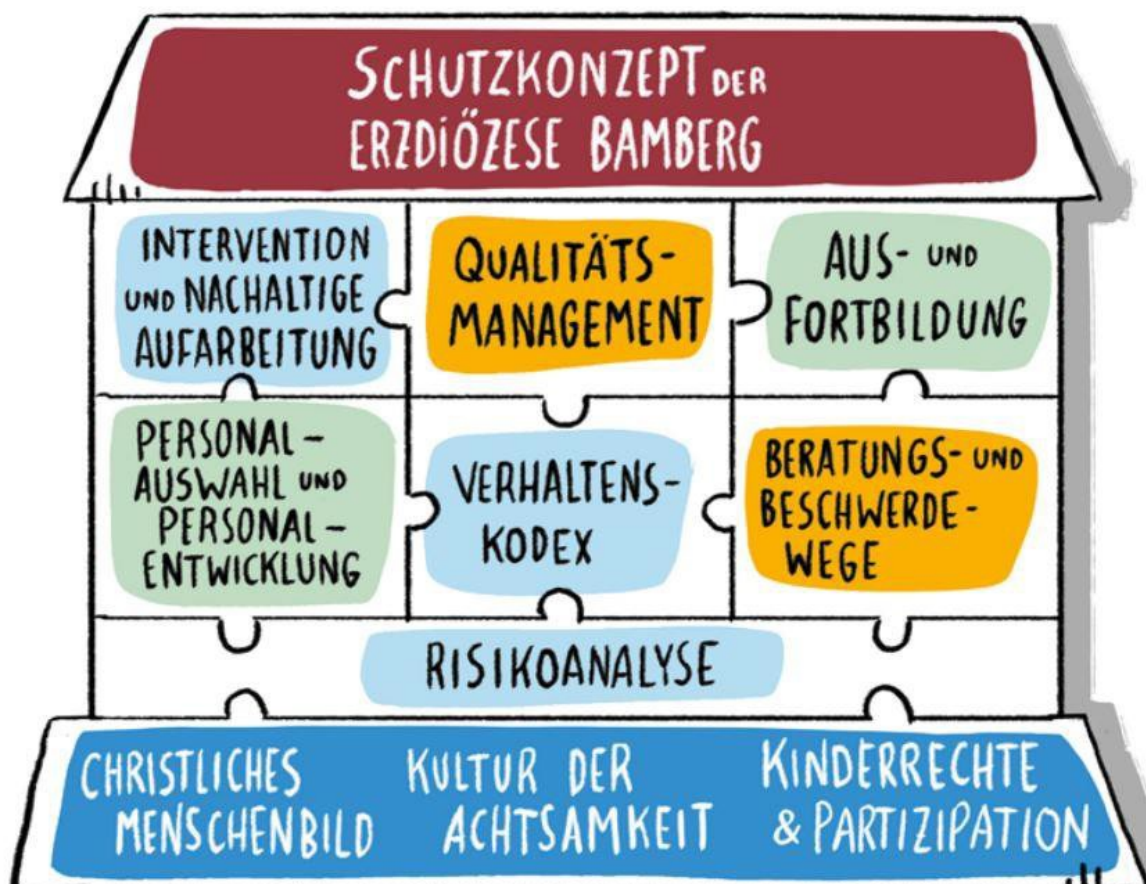 SCHUTZKONZEPT DER
ERZDIÖZESE BAMBERG
INTERVENTION
UND NACHALTIGE
AUFARBEITUNG
QUALITÄTS-
MANAGEMENT
AUS- UND
FORTBILDUNG
PERSONAL-
AUSWAHL UND
PERSONAL-
ENTWICKLUNG
VERHALTENS-
KODEX
BERATUNGS- UND
BESCHWERDE-
WEGE
RISIKOANALYSE
CHRISTLICHES
MENSCHENBILD
KULTUR DER
ACHTSAMKEIT
KINDERRECHTE
& PARTIZIPATION